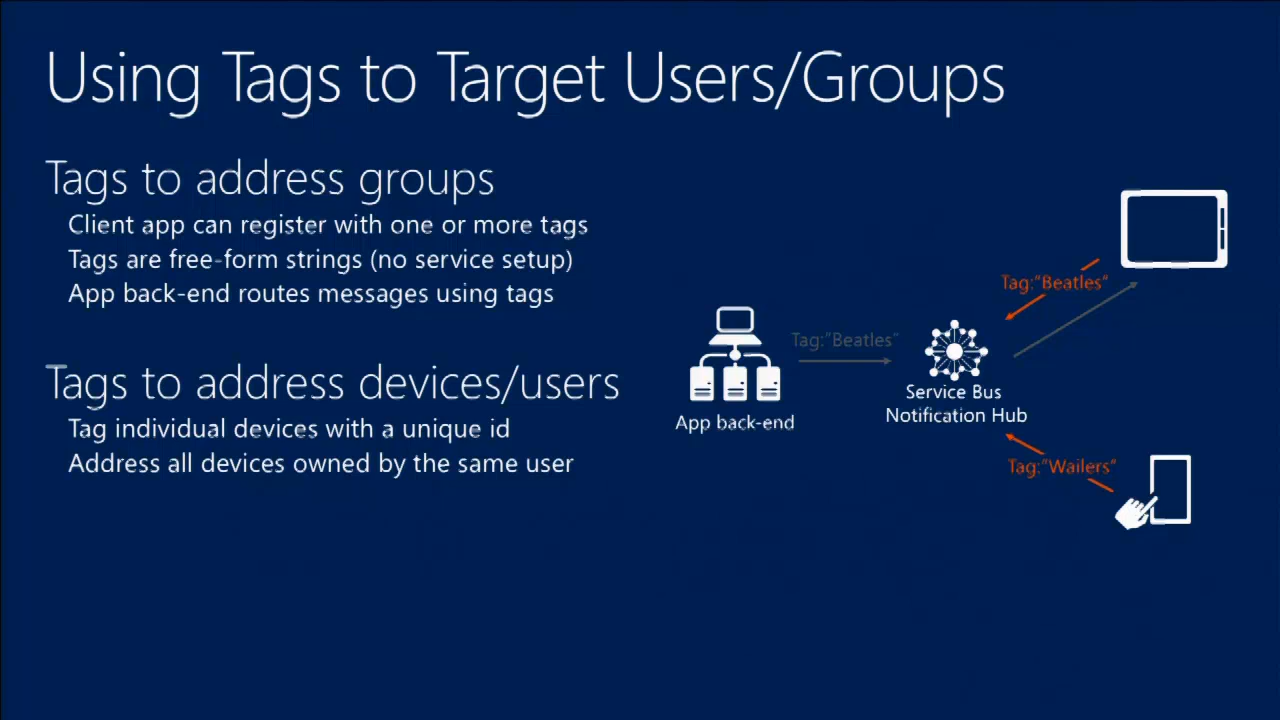 Using Tags to Target Users/Groups
Tags to address groups
Client app can register with one or more tags
Tags are free-form strings (no service setup)
App back-end routes messages using tags
Tags to address devices/users
Tag individual devices with a unique id
Address all devices owned by the same user
App back-end
Tag:"Beatles"
Service Bus
Notification Hub
Tag:"Beatles"
Tag:"Wailers"